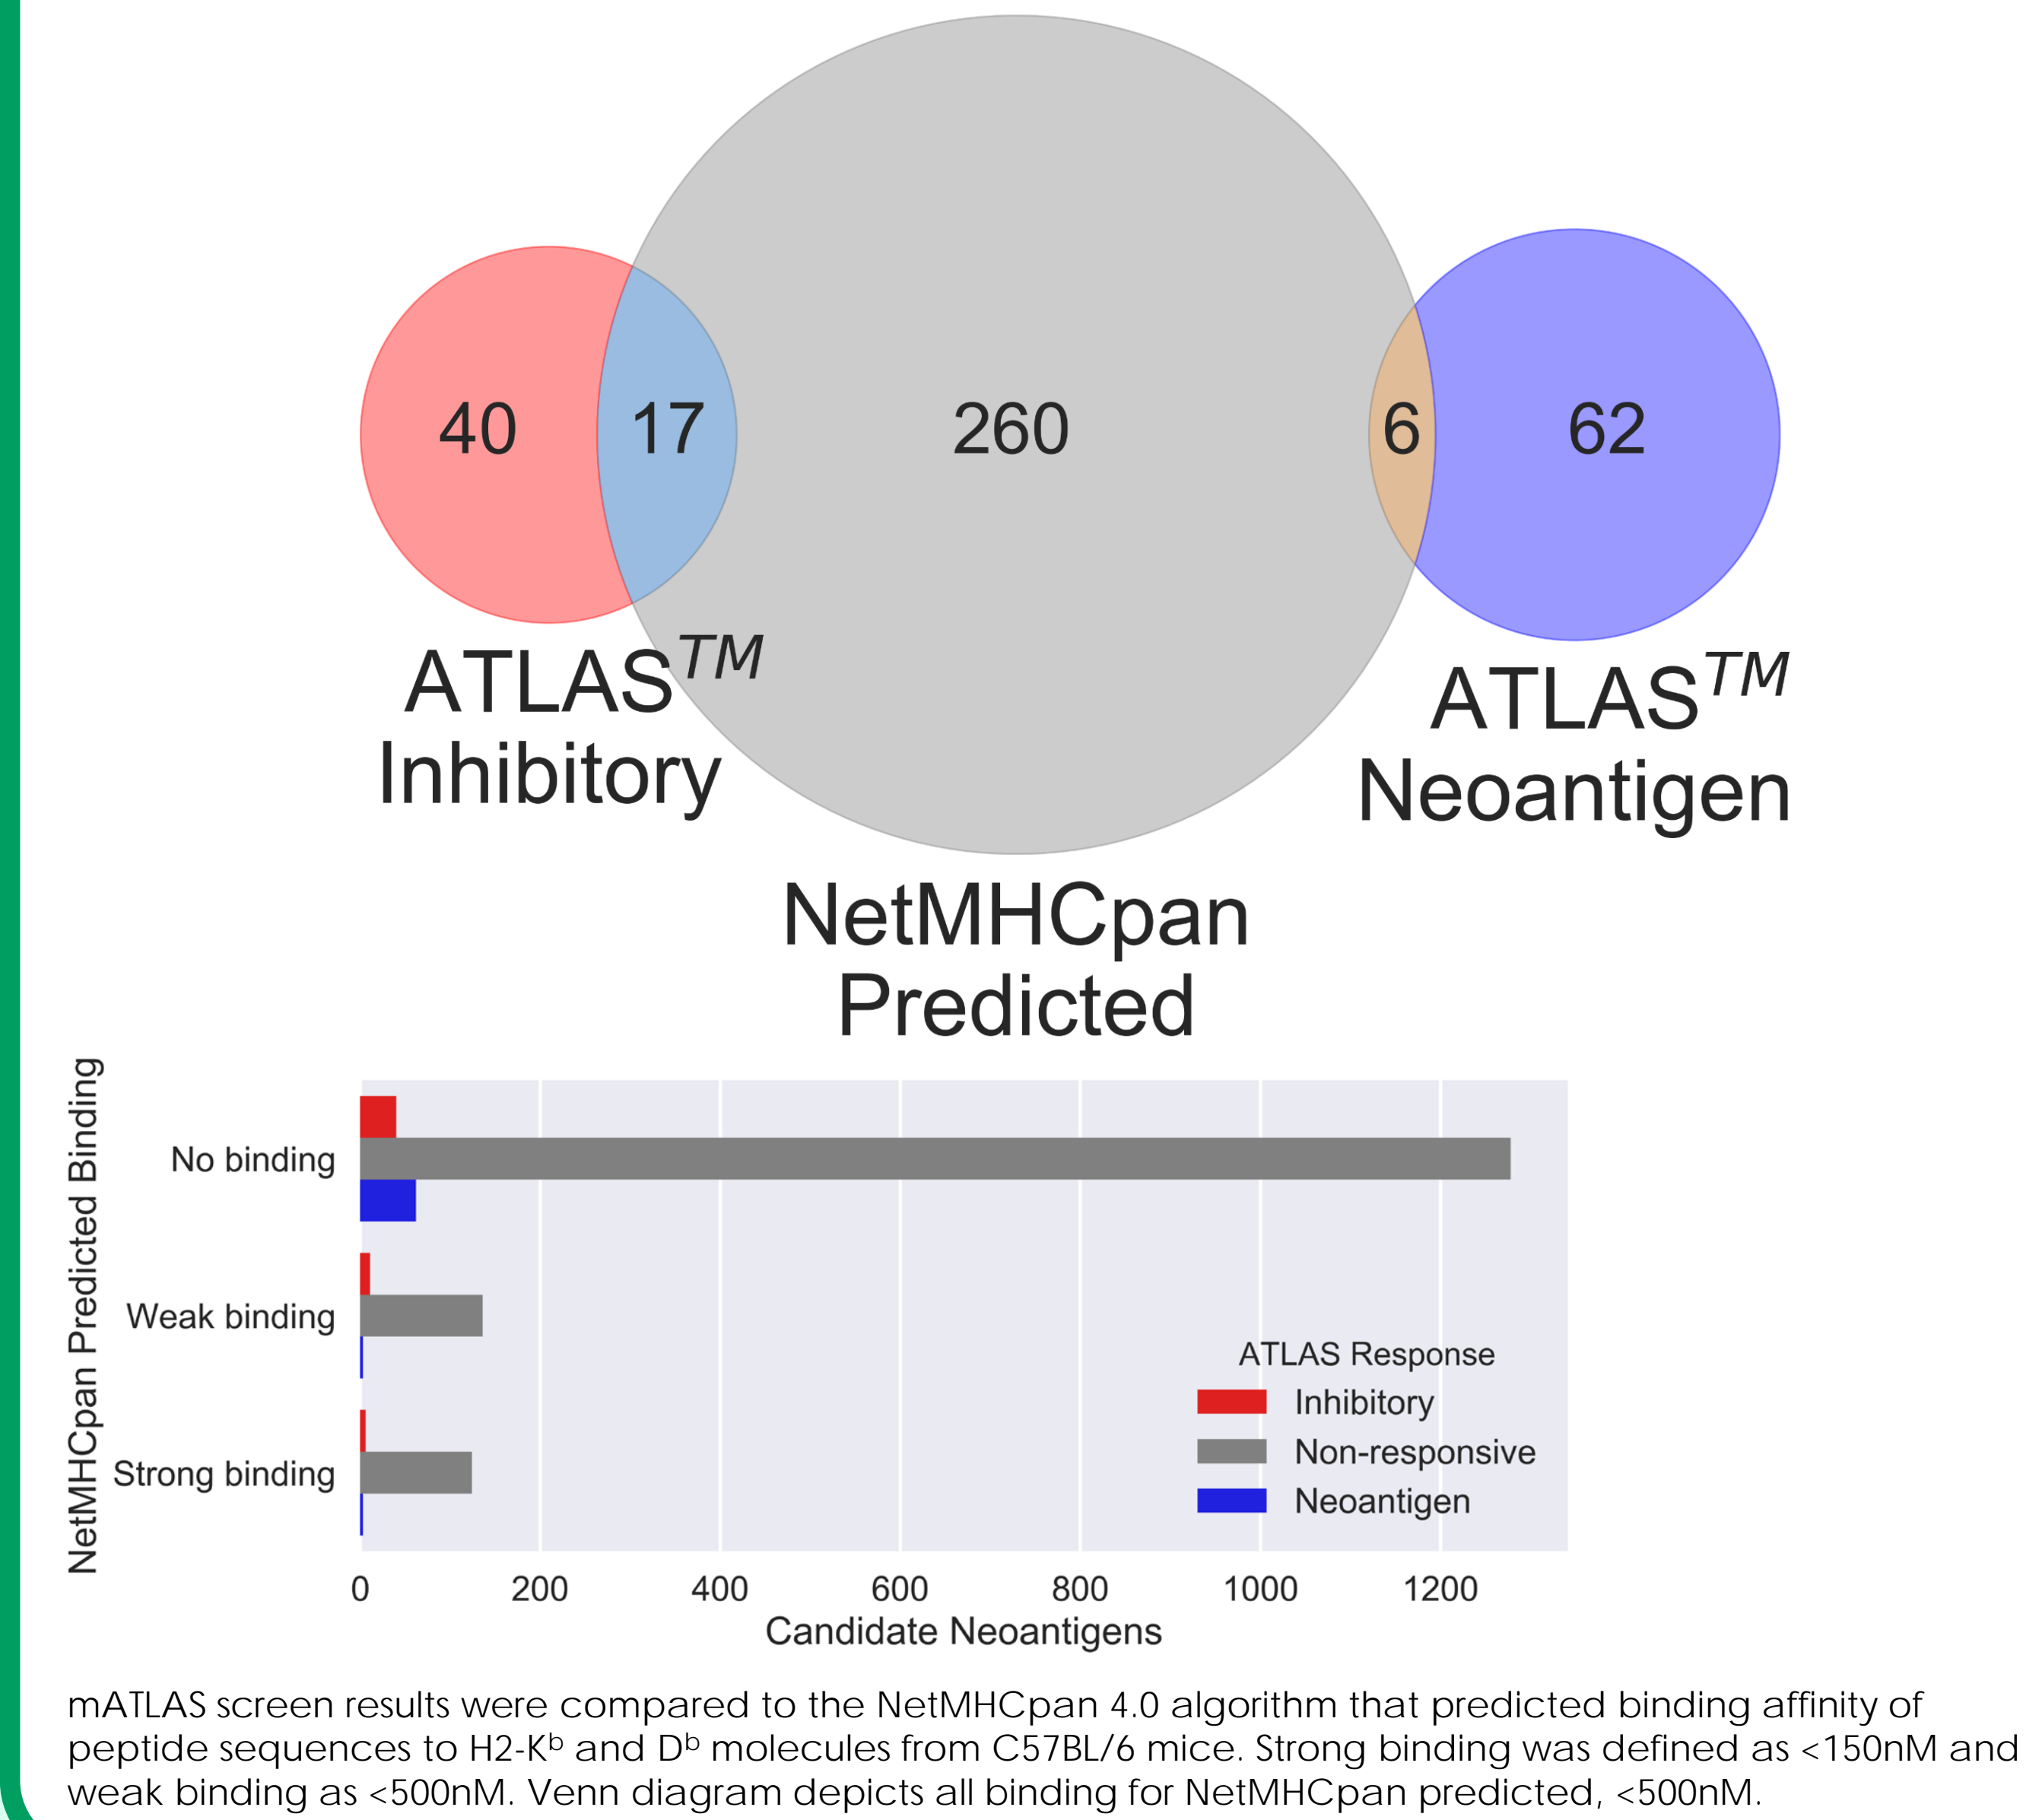 40 17 260 6 62
ATLAS™
Inhibitory
ATLAS™
Neoantigen
NetMHCpan
Predicted
NetMHCpan Predicted Binding
No binding
Weak binding
Strong binding
ATLAS Response
Inhibitory
Non-responsive
Neoantigen
0 200 400 600 800 1000 1200
Candidate Neoantigens
mATLAS screen results were compared to the NetMHCpan 4.0 algorithm that predicted binding affinity of
peptide sequences to H2-Kᵇ and Dᵇ molecules from C57BL/6 mice. Strong binding was defined as <150nM and
weak binding as <500nM. Venn diagram depicts all binding for NetMHCpan predicted, <500nM.